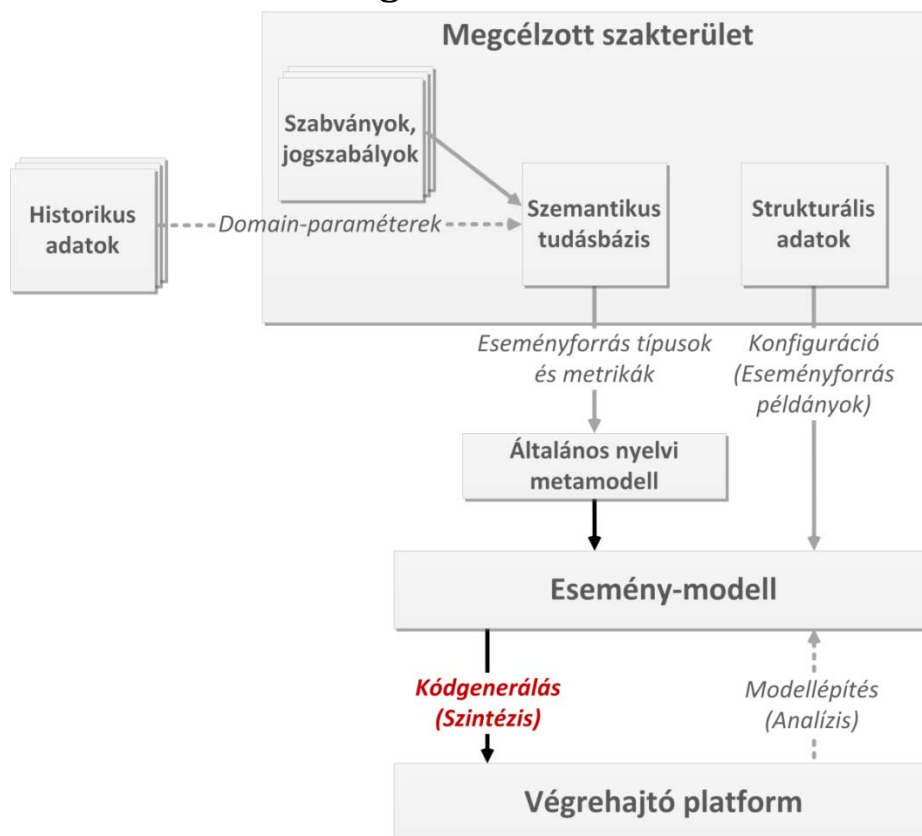 Megcélzott szakterület
Szabványok,
jogszabályok
Historikus
adatok
Domain-paraméterek
Szemantikus
tudásbázis
Strukturális
adatok
Eseményforrás típusok
és metrikák
Konfiguráció
(Eseményforrás
példányok)
Általános nyelvi
metamodell
Esemény-modell
Kódgenerálás
(Szintézis)
Modellépítés
(Analízis)
Végrehajtó platform